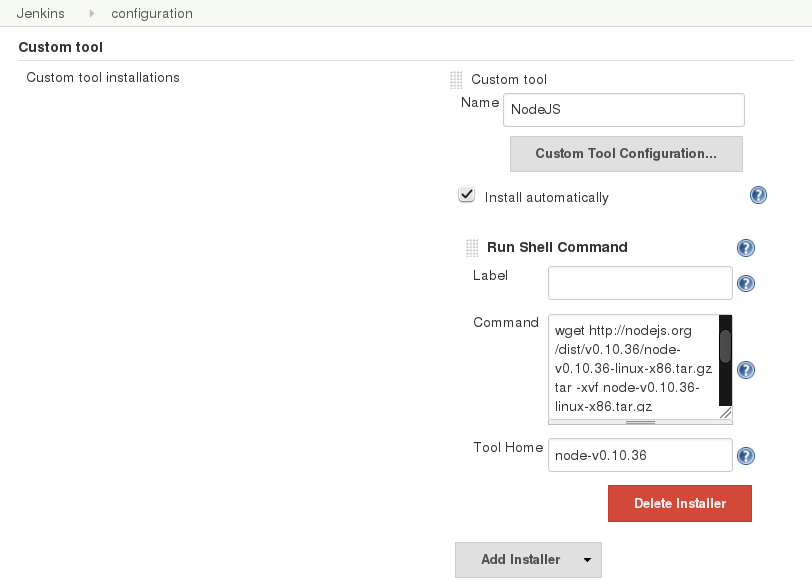 Jenkins configuration
Custom tool
Custom tool installations
Custom tool
Name
NodeJS
Custom Tool Configuration...
Install automatically
Run Shell Command
Label
Command
wget http://nodejs.org
/dist/v0.10.36/node-
v0.10.36-linux-x86.tar.gz
tar -xvf node-v0.10.36-
linux-x86.tar.gz
Tool Home
node-v0.10.36
Delete Installer
Add Installer